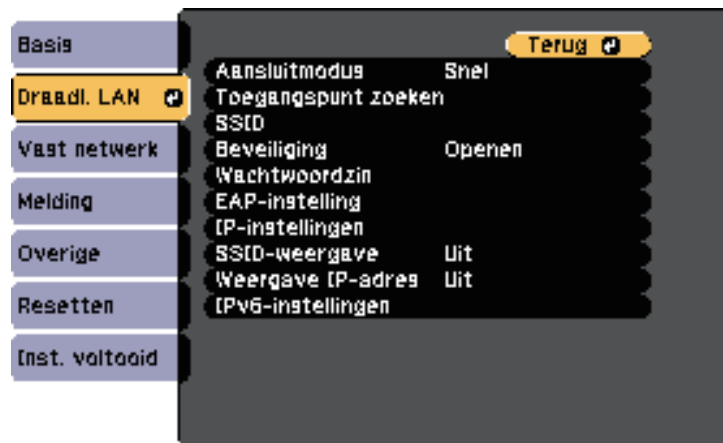 Basis
Draadl. LAN
Vast netwerk
Melding
Overige
Resetten
Inst. voltooid
Terug
Aansluitmodus Snel
Toegangspunt zoeken
SSID
Beveiliging Openen
Wachtwoordzin
EAP-instelling
IP-instellingen
SSID-weergave Uit
Weergave IP-adres Uit
IPv6-instellingen